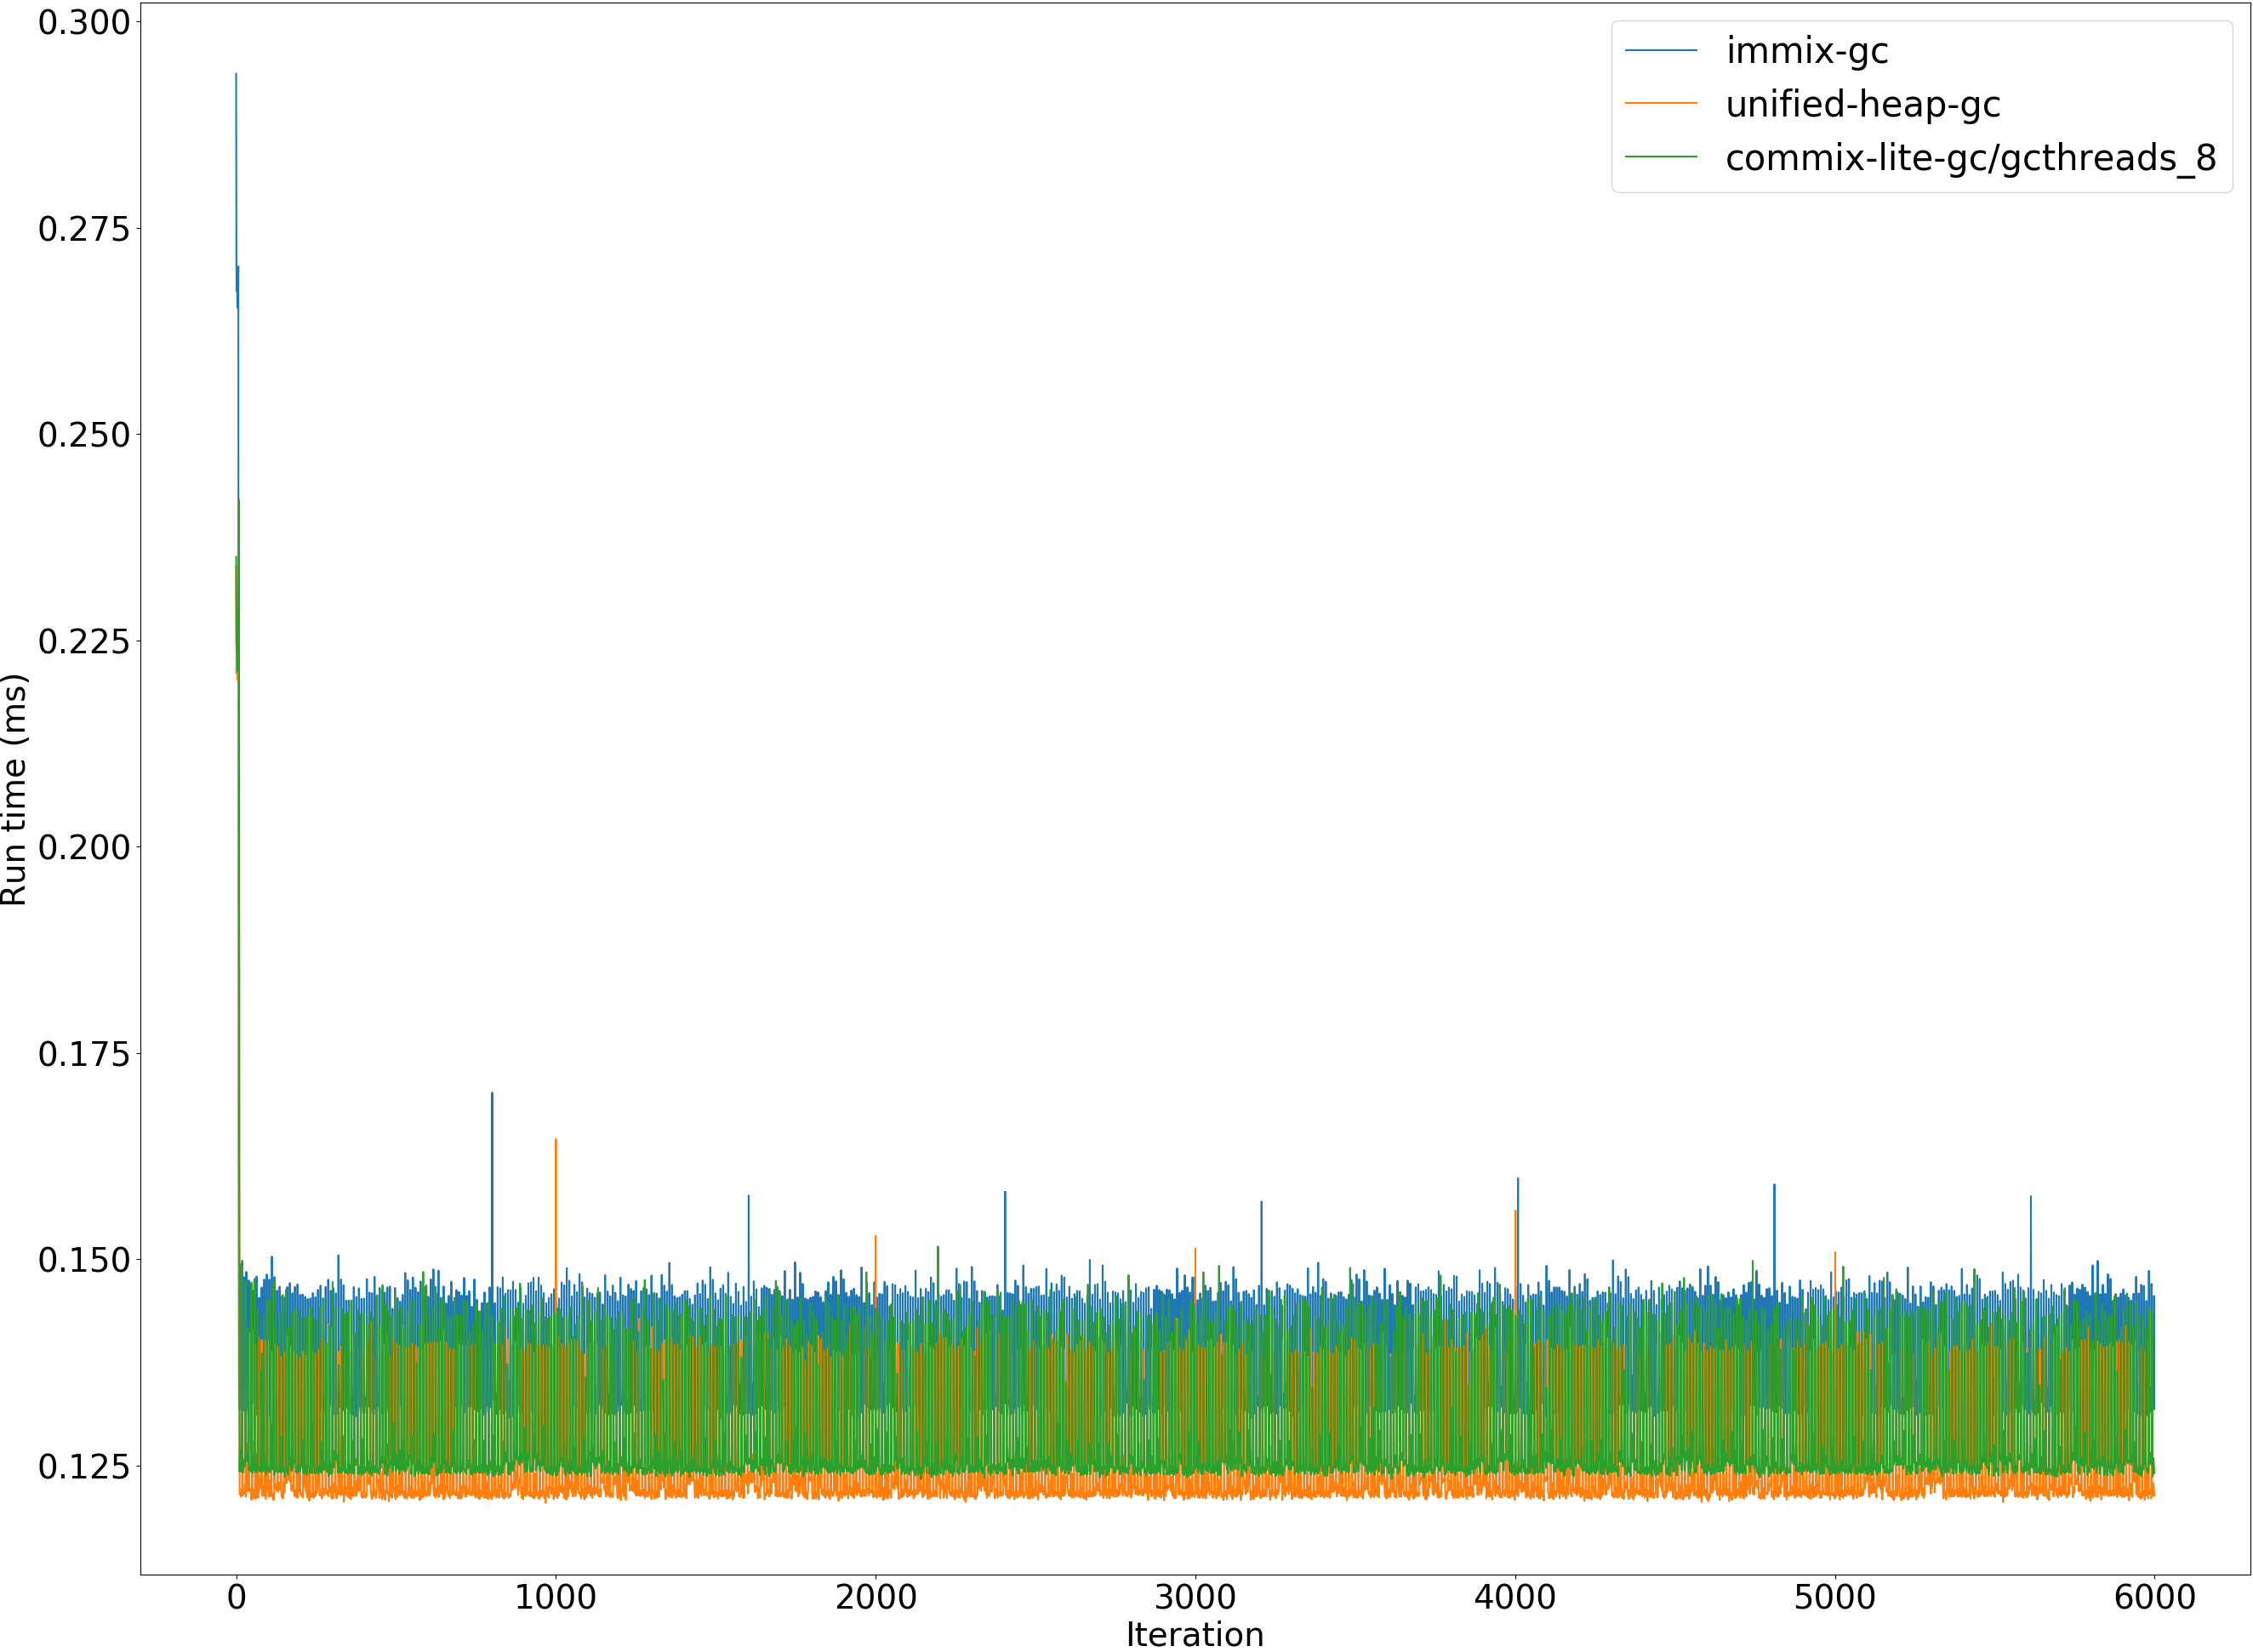 0.300
0.275
0.250
0.225
0.200
0.175
0.150
0.125
Run time (ms)
immix-gc
unified-heap-gc
commix-lite-gc/gcthreads_8
0 1000 2000 3000 4000 5000 6000
Iteration